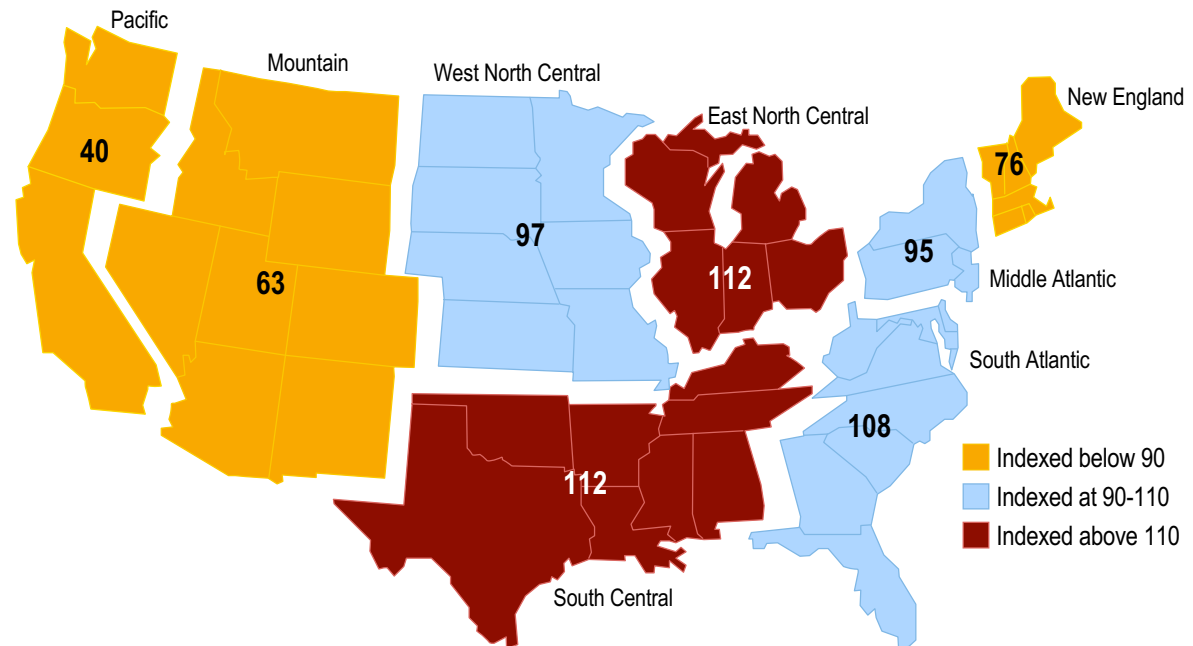 Pacific
Mountain
West North Central
East North Central
New England
40
76
97
95
63
112
Middle Atlantic
South Atlantic
108
Indexed below 90
112
Indexed at 90-110
Indexed above 110
South Central